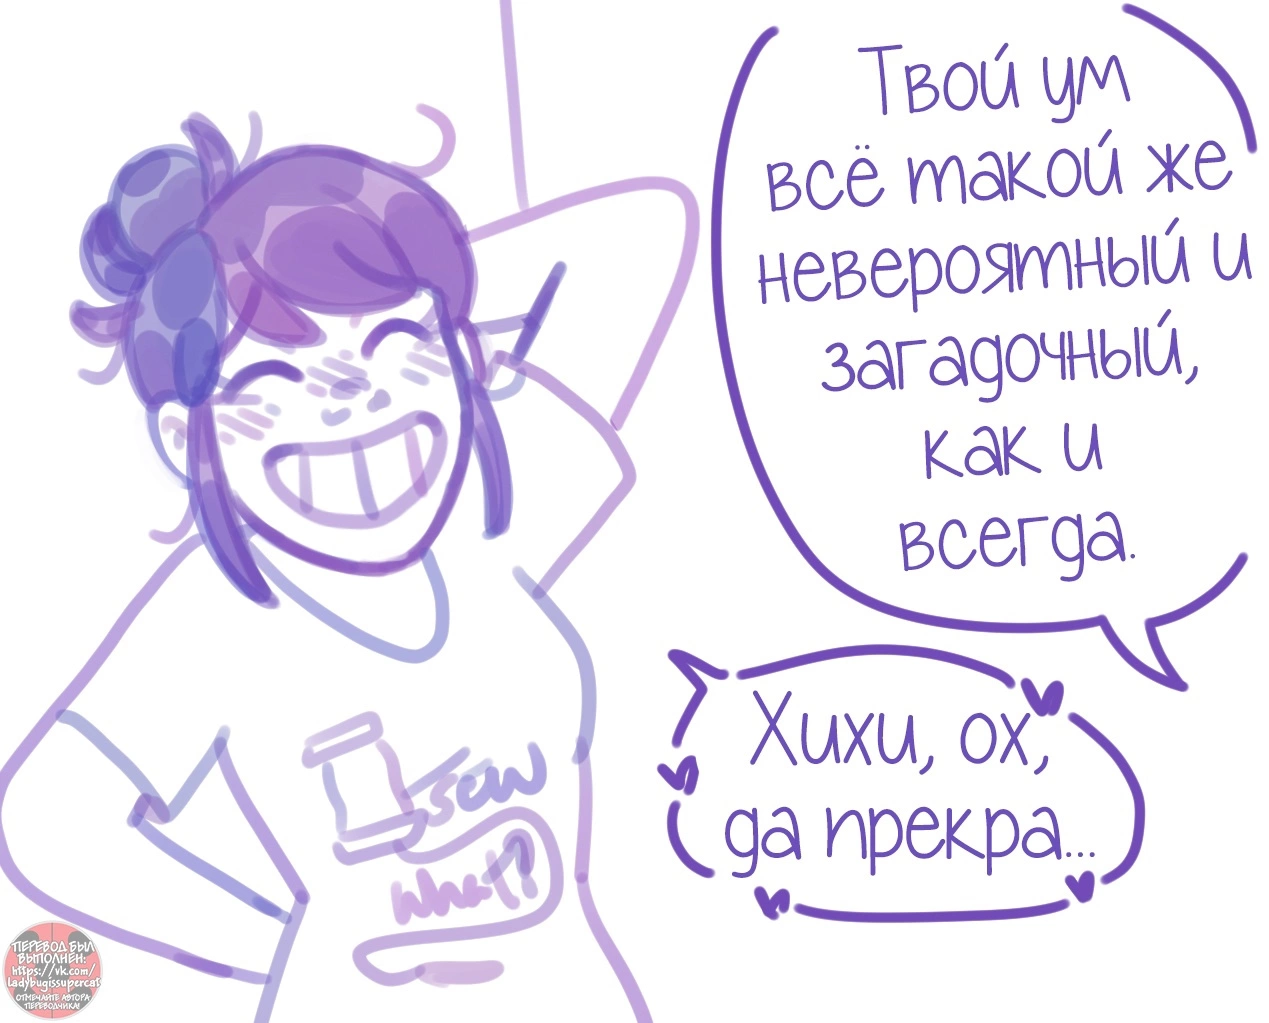 Твой ум
всё такой же
невероятный и
загадочный,
как и
всегда.
Хихи, ох,
да прекра...
sew
what?
ПЕРЕВОД БЫЛ
ВЫПОЛНЕН:
https://vk.com/
ladybugissupercat
ОТМЕЧАЙТЕ АВТОРА
ПЕРЕВОДЧИКА!